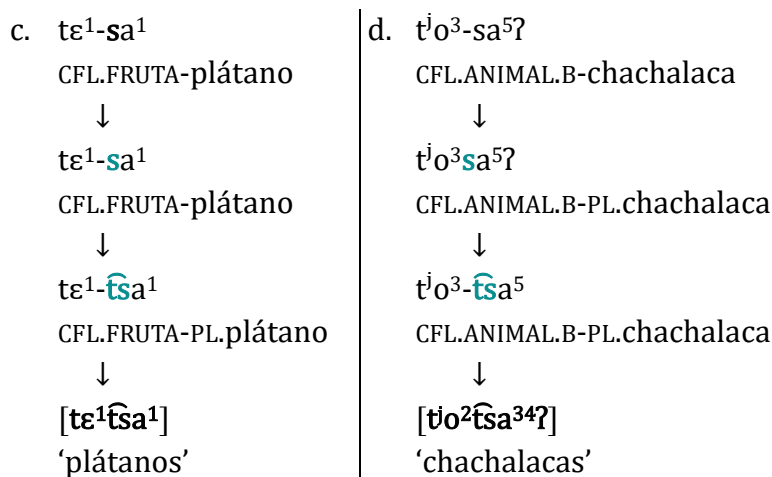 c. tɛ¹-sa¹
CFL.FRUTA-plátano
↓
tɛ¹-sa¹
CFL.FRUTA-plátano
↓
tɛ¹-t͡sa¹
CFL.FRUTA-PL.plátano
↓
[tɛ¹t͡sa¹]
‘plátanos’
d. tʲo³-sa⁵ʔ
CFL.ANIMAL.B-chachalaca
↓
tʲo³sa⁵ʔ
CFL.ANIMAL.B-PL.chachalaca
↓
tʲo³-t͡sa⁵
CFL.ANIMAL.B-PL.chachalaca
↓
[tʲo²t͡sa³⁴ʔ]
‘chachalacas’